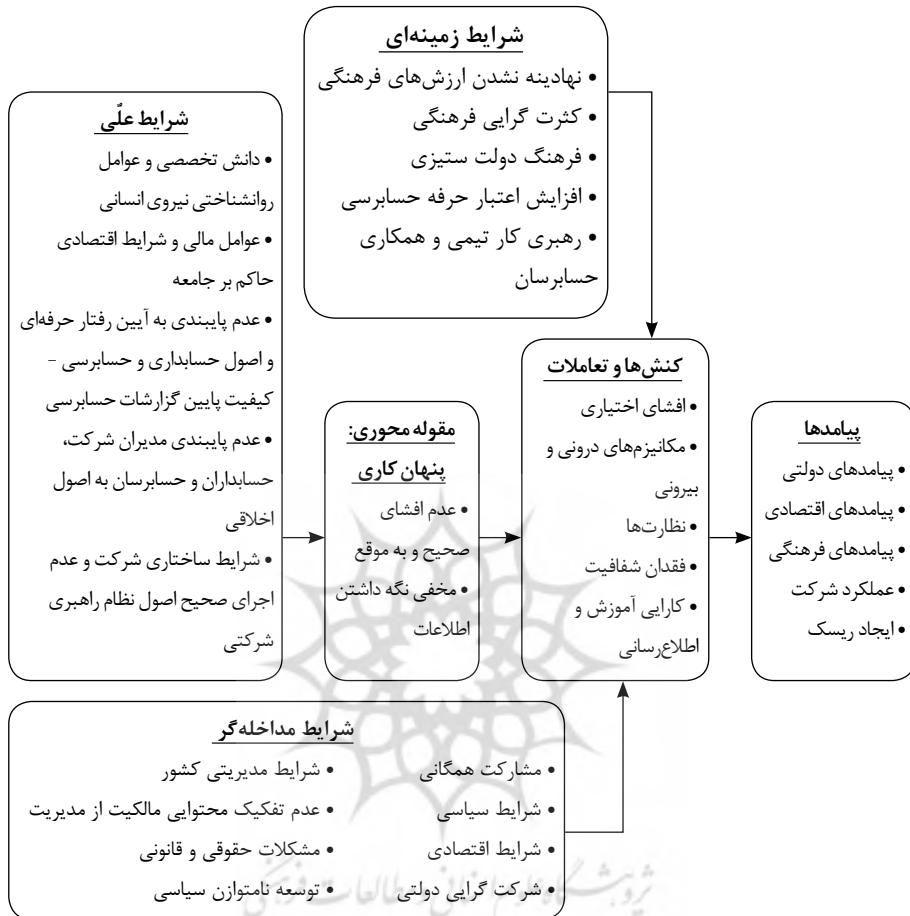 شرایط زمینه‌ای
• نهادینه نشدن ارزش‌های فرهنگی
• کثرت گرایی فرهنگی
• فرهنگ دولت ستیزی
• افزایش اعتبار حرفه حسابرسی
• رهبری کار تیمی و همکاری
حسابرسان
شرایط علّی
• دانش تخصصی و عوامل
روانشناختی نیروی انسانی
• عوامل مالی و شرایط اقتصادی
حاکم بر جامعه
• عدم پایبندی به آیین رفتار حرفه‌ای
و اصول حسابداری و حسابرسی -
کیفیت پایین گزارشات حسابرسی
• عدم پایبندی مدیران شرکت،
حسابداران و حسابرسان به اصول
اخلاقی
• شرایط ساختاری شرکت و عدم
اجرای صحیح اصول نظام راهبری
شرکتی
مقوله محوری:
پنهان کاری
• عدم افشای
صحیح و به موقع
• مخفی نگه داشتن
اطلاعات
کنش‌ها و تعاملات
• افشای اختیاری
• مکانیزم‌های درونی و
بیرونی
• نظارت‌ها
• فقدان شفافیت
• کارایی آموزش و
اطلاع‌رسانی
پیامدها
• پیامدهای دولتی
• پیامدهای اقتصادی
• پیامدهای فرهنگی
• عملکرد شرکت
• ایجاد ریسک
شرایط مداخله‌گر
• مشارکت همگانی
• شرایط سیاسی
• شرایط اقتصادی
• شرکت گرایی دولتی
• شرایط مدیریتی کشور
• عدم تفکیک محتوایی مالکیت از مدیریت
• مشکلات حقوقی و قانونی
• توسعه نامتوازن سیاسی
پژوهشگاه علوم انسانی و مطالعات فرهنگی